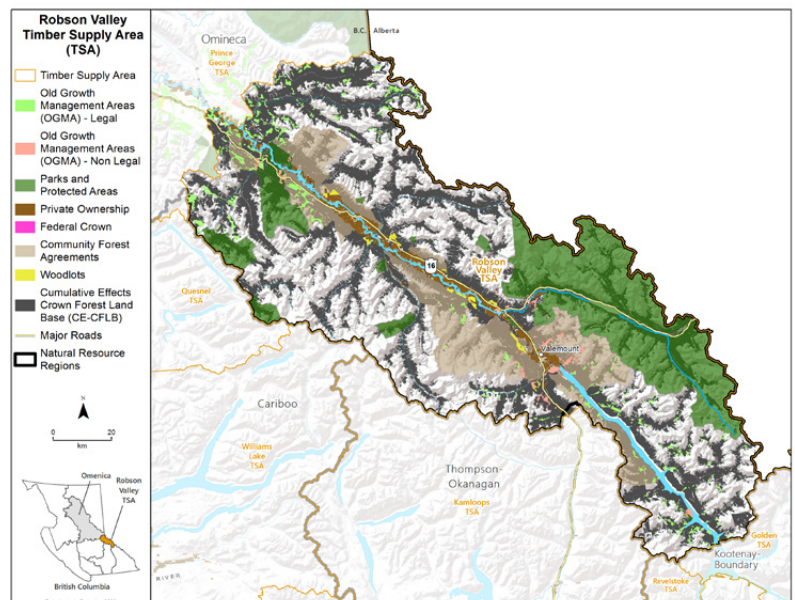 Robson Valley
Timber Supply Area
(TSA)
Timber Supply Area
Old Growth
Management Areas
(OGMA) - Legal
Old Growth
Management Areas
(OGMA) - Non Legal
Parks and
Protected Areas
Private Ownership
Federal Crown
Community Forest
Agreements
Woodlots
Cumulative Effects
Crown Forest Land
Base (CE-CFLB)
Major Roads
Natural Resource
Regions
N
0 20
km
Omenica
Robson
Valley
TSA
British Columbia
B.C. Alberta
Omineca
Prince
George
TSA
Robson
Valley
TSA
16
Quesnel
TSA
Valemount
Cariboo
Williams
Lake
TSA
Thompson-
Okanagan
Kamloops
TSA
Golden
TSA
Kootenay-
Boundary
Revelstoke
TSA
RIVER